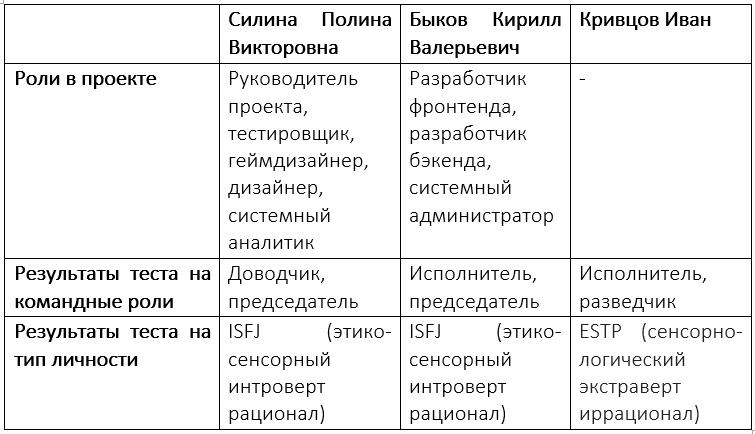 Силина Полина
Викторовна
Быков Кирилл
Валерьевич
Кривцов Иван
Роли в проекте
Руководитель
проекта,
тестировщик,
геймдизайнер,
дизайнер,
системный
аналитик
Разработчик
фронтенда,
разработчик
бэкенда,
системный
администратор
-
Результаты теста на
командные роли
Доводчик,
председатель
Исполнитель,
председатель
Исполнитель,
разведчик
Результаты теста на
тип личности
ISFJ (этико-
сенсорный
интроверт
рационал)
ISFJ (этико-
сенсорный
интроверт
рационал)
ESTP (сенсорно-
логический
экстраверт
иррационал)